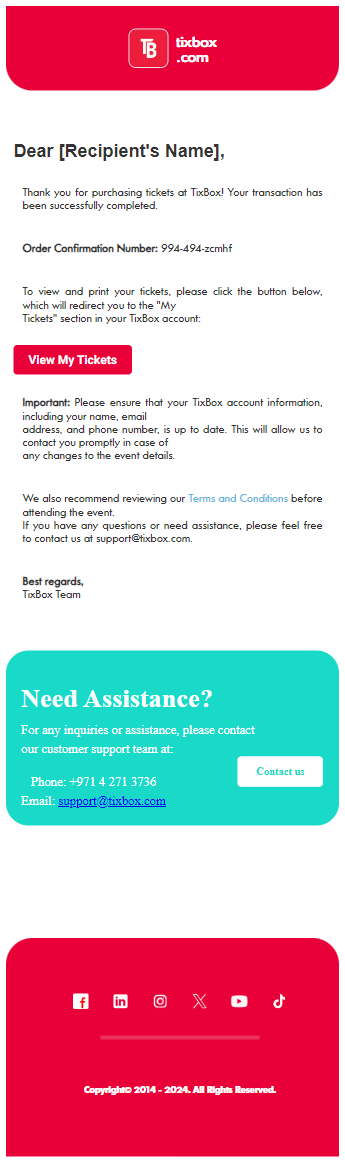 TB
tixbox
.com
Dear [Recipient's Name],
Thank you for purchasing tickets at TixBox! Your transaction has
been successfully completed.
Order Confirmation Number: 994-494-zcmhf
To view and print your tickets, please click the button below,
which will redirect you to the "My
Tickets" section in your TixBox account:
View My Tickets
Important: Please ensure that your TixBox account information,
including your name, email
address, and phone number, is up to date. This will allow us to
contact you promptly in case of
any changes to the event details.
We also recommend reviewing our Terms and Conditions before
attending the event.
If you have any questions or need assistance, please feel free
to contact us at support@tixbox.com.
Best regards,
TixBox Team
Need Assistance?
For any inquiries or assistance, please contact
our customer support team at:
Contact us
Phone: +971 4 271 3736
Email: support@tixbox.com
Copyright© 2014 - 2024. All Rights Reserved.